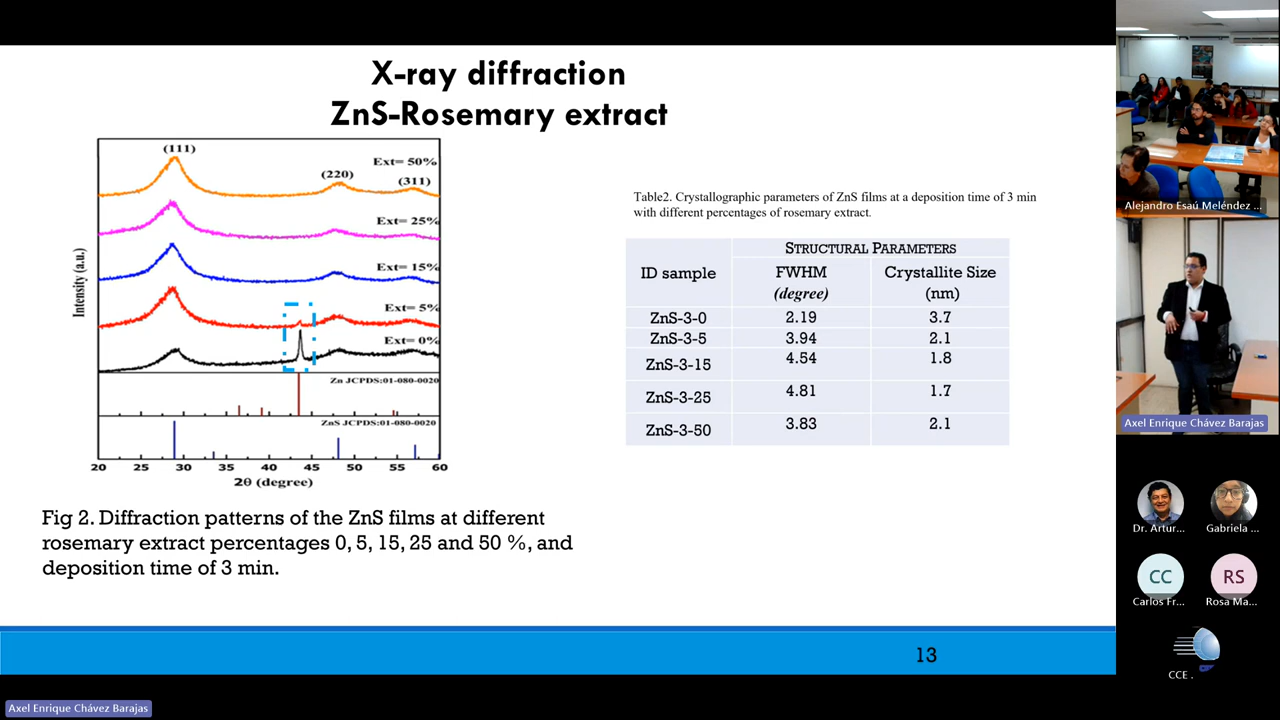 X-ray diffraction
ZnS-Rosemary extract
(111)
Ext= 50%
(220)
(311)
Ext= 25%
Ext= 15%
Ext= 5%
Ext= 0%
Zn JCPDS:01-080-0020
ZnS JCPDS:01-080-0020
Intensity (a.u.)
20 25 30 35 40 45 50 55 60
2θ (degree)
Fig 2. Diffraction patterns of the ZnS films at different
rosemary extract percentages 0, 5, 15, 25 and 50 %, and
deposition time of 3 min.
Table2. Crystallographic parameters of ZnS films at a deposition time of 3 min
with different percentages of rosemary extract.
ID sample
STRUCTURAL PARAMETERS
FWHM Crystallite Size
(degree) (nm)
ZnS-3-0 2.19 3.7
ZnS-3-5 3.94 2.1
ZnS-3-15 4.54 1.8
ZnS-3-25 4.81 1.7
ZnS-3-50 3.83 2.1
13
Alejandro Esaú Meléndez ...
Axel Enrique Chávez Barajas
Dr. Artur...
Gabriela ...
CC
RS
Carlos Fr...
Rosa Ma...
CCE .
Axel Enrique Chávez Barajas